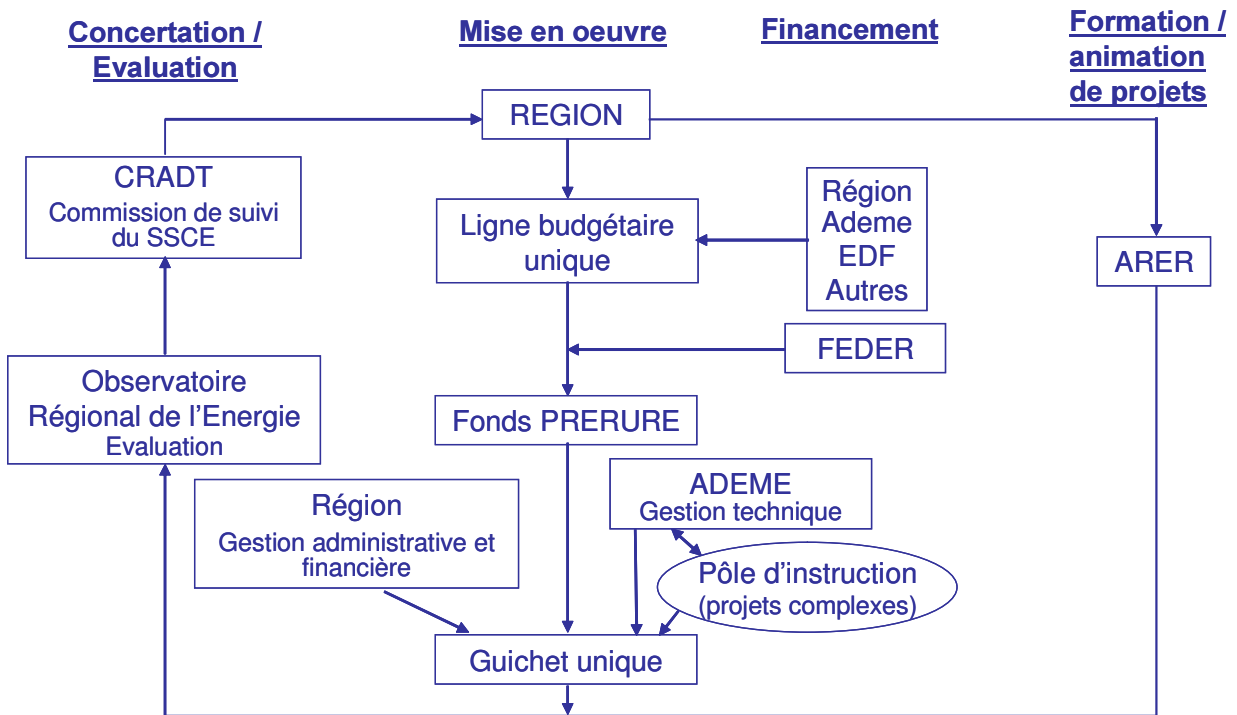 Concertation /
Evaluation
Mise en oeuvre
Financement
Formation /
animation
de projets
REGION
CRADT
Commission de suivi
du SSCE
Ligne budgétaire
unique
Région
Ademe
EDF
Autres
ARER
FEDER
Observatoire
Régional de l'Energie
Evaluation
Fonds PRERURE
Région
Gestion administrative et
financière
ADEME
Gestion technique
Pôle d'instruction
(projets complexes)
Guichet unique